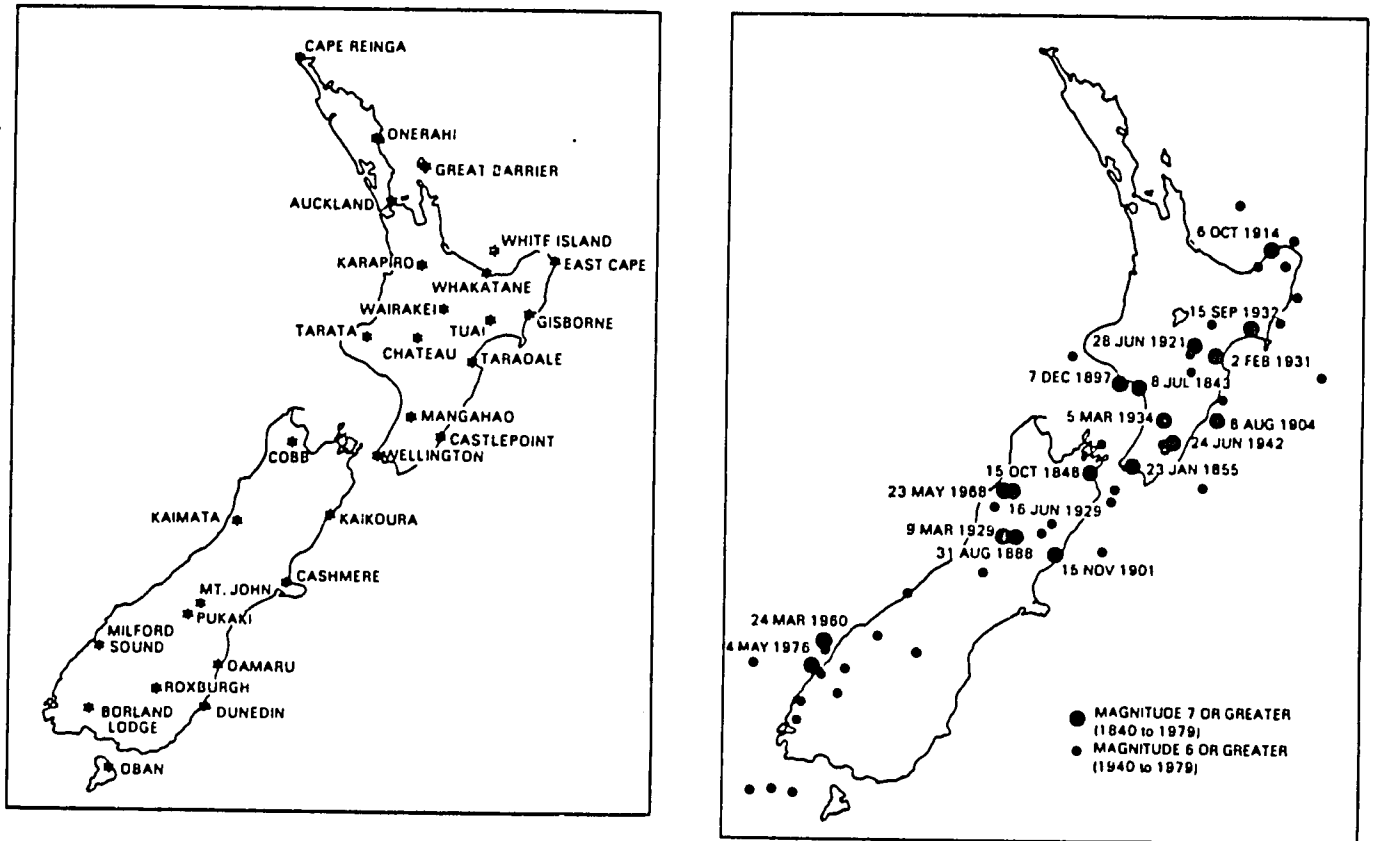 CAPE REINGA
ONERAHI
GREAT BARRIER
AUCKLAND
WHITE ISLAND
KARAPIRO
EAST CAPE
WHAKATANE
WAIRAKEI
TUAI
GISBORNE
TARATA
CHATEAU
TARADALE
MANGAHAO
CASTLEPOINT
COBB
WELLINGTON
KAIMATA
KAIKOURA
CASHMERE
MT. JOHN
PUKAKI
MILFORD
SOUND
OAMARU
ROXBURGH
BORLAND
LODGE
DUNEDIN
OBAN
6 OCT 1914
15 SEP 1932
28 JUN 1921
2 FEB 1931
7 DEC 1897
8 JUL 1843
5 MAR 1934
8 AUG 1904
24 JUN 1942
15 OCT 1848
23 JAN 1855
23 MAY 1968
16 JUN 1929
9 MAR 1929
31 AUG 1888
15 NOV 1901
24 MAR 1960
4 MAY 1976
MAGNITUDE 7 OR GREATER
(1840 to 1979)
MAGNITUDE 6 OR GREATER
(1940 to 1979)